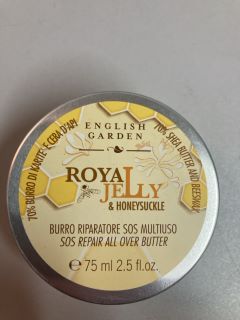 ENGLISH
GARDEN
70% BURRO DI KARITÉ E CERA D'API
70% SHEA BUTTER AND BEESWAX
ROYAL
JELLY
& HONEYSUCKLE
BURRO RIPARATORE SOS MULTIUSO
SOS REPAIR ALL OVER BUTTER
℮ 75 ml 2.5 fl.oz.